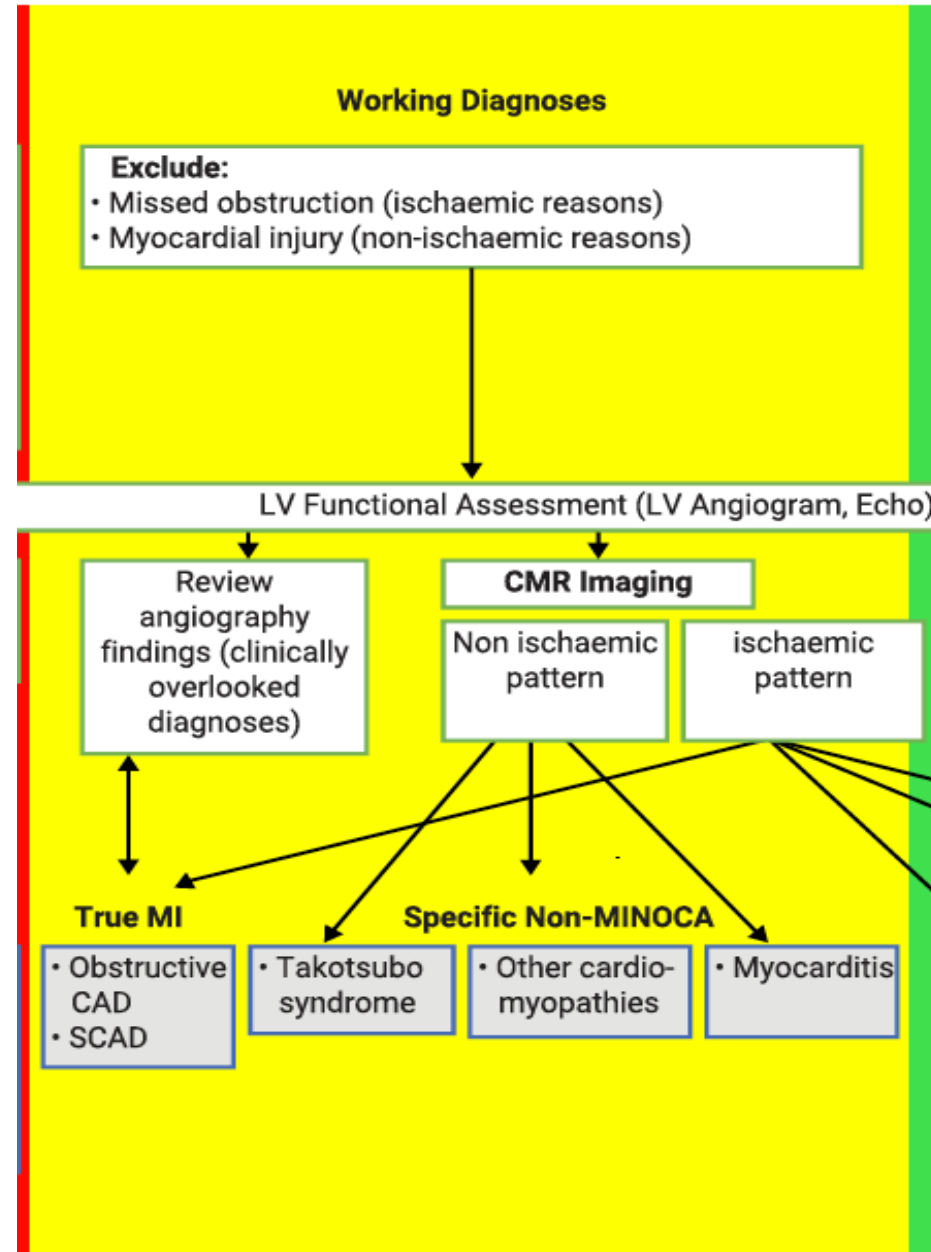 Working Diagnoses
Exclude:
• Missed obstruction (ischaemic reasons)
• Myocardial injury (non-ischaemic reasons)
LV Functional Assessment (LV Angiogram, Echo)
Review
angiography
findings (clinically
overlooked
diagnoses)
CMR Imaging
Non ischaemic
pattern
ischaemic
pattern
True MI
• Obstructive
CAD
• SCAD
Specific Non-MINOCA
• Takotsubo
syndrome
• Other cardio-
myopathies
• Myocarditis